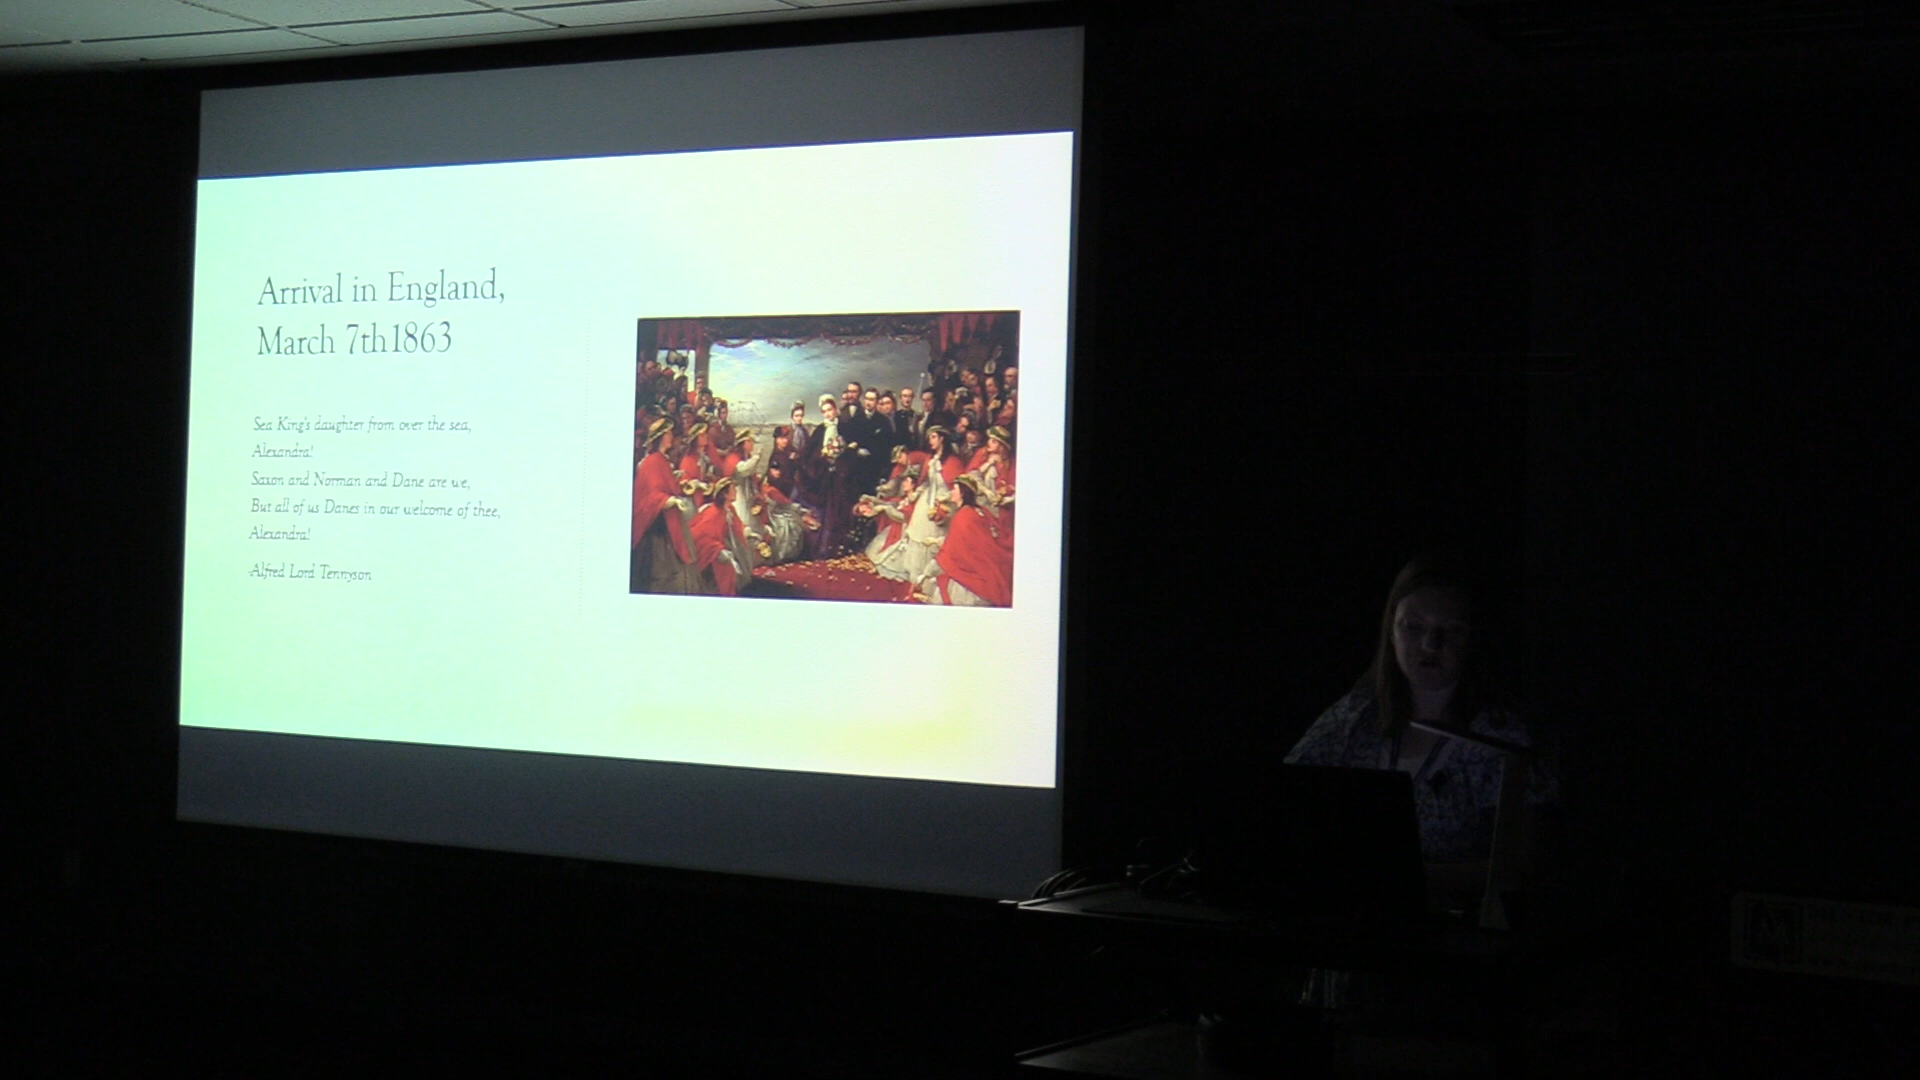 Arrival in England,
March 7th1863
Sea King's daughter from over the sea,
Alexandra!
Saxon and Norman and Dane are we,
But all of us Danes in our welcome of thee,
Alexandra!
-Alfred Lord Tennyson